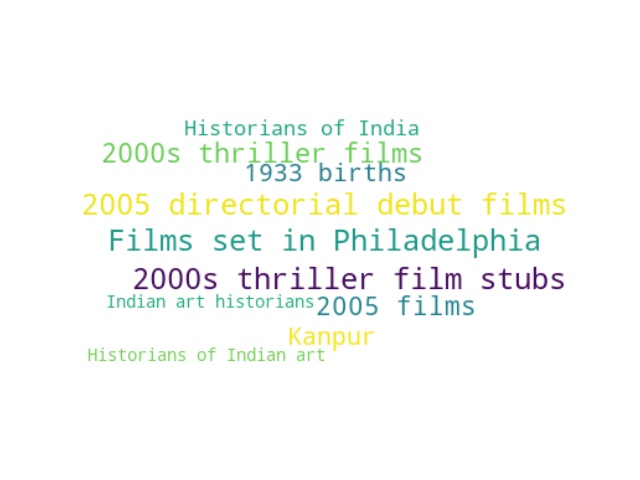 Historians of India
2000s thriller films
1933 births
2005 directorial debut films
Films set in Philadelphia
2000s thriller film stubs
Indian art historians
2005 films
Kanpur
Historians of Indian art